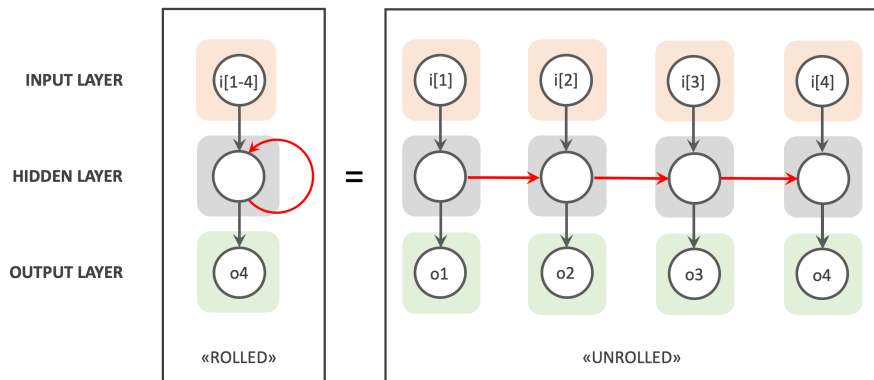 INPUT LAYER
i[1-4]
i[1]
i[2]
i[3]
i[4]
HIDDEN LAYER
=
OUTPUT LAYER
o4
o1
o2
o3
o4
«ROLLED»
«UNROLLED»